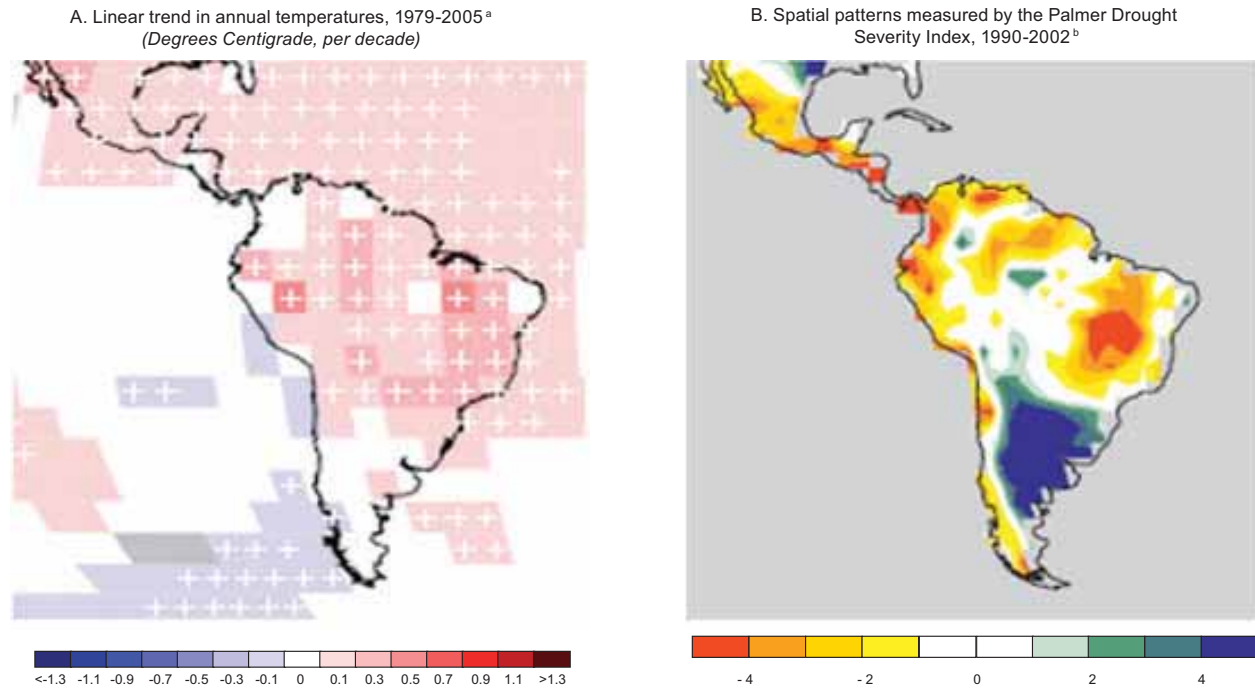 A. Linear trend in annual temperatures, 1979-2005 a
(Degrees Centigrade, per decade)
B. Spatial patterns measured by the Palmer Drought
Severity Index, 1990-2002 b
<-1.3 -1.1 -0.9 -0.7 -0.5 -0.3 -0.1 0 0.1 0.3 0.5 0.7 0.9 1.1 >1.3
- 4 - 2 0 2 4